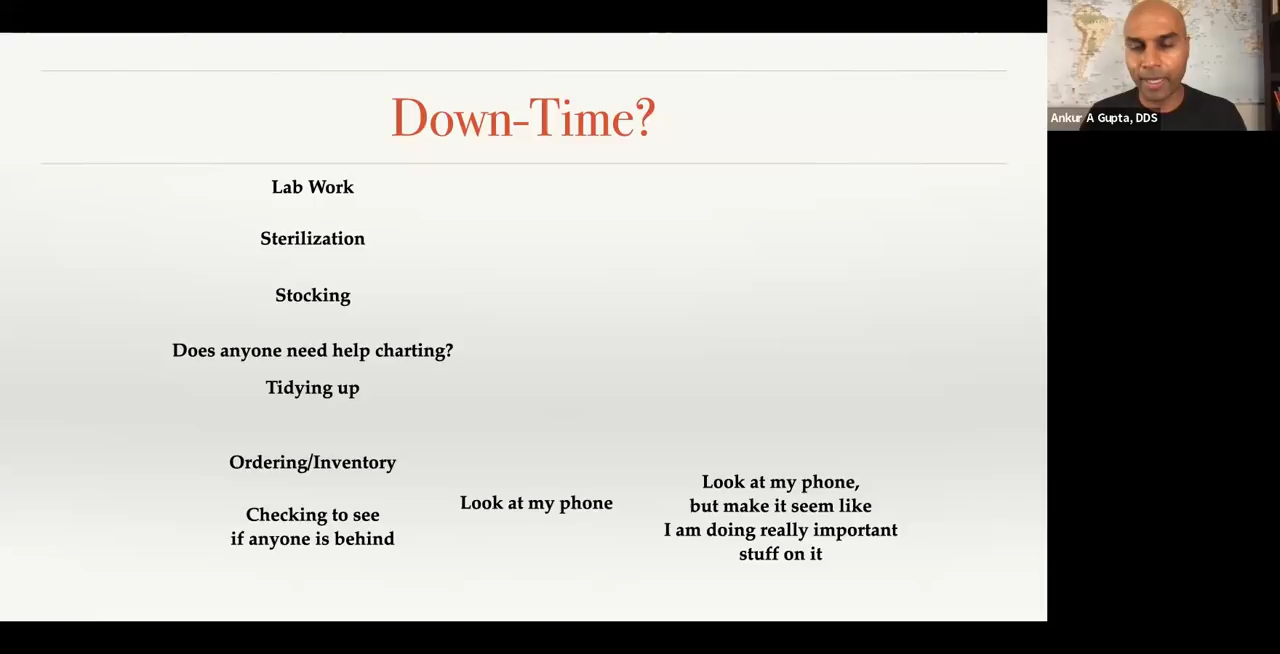 Down-Time?
Lab Work
Sterilization
Stocking
Does anyone need help charting?
Tidying up
Ordering/Inventory
Checking to see
if anyone is behind
Look at my phone
Look at my phone,
but make it seem like
I am doing really important
stuff on it
Ankur A Gupta, DDS